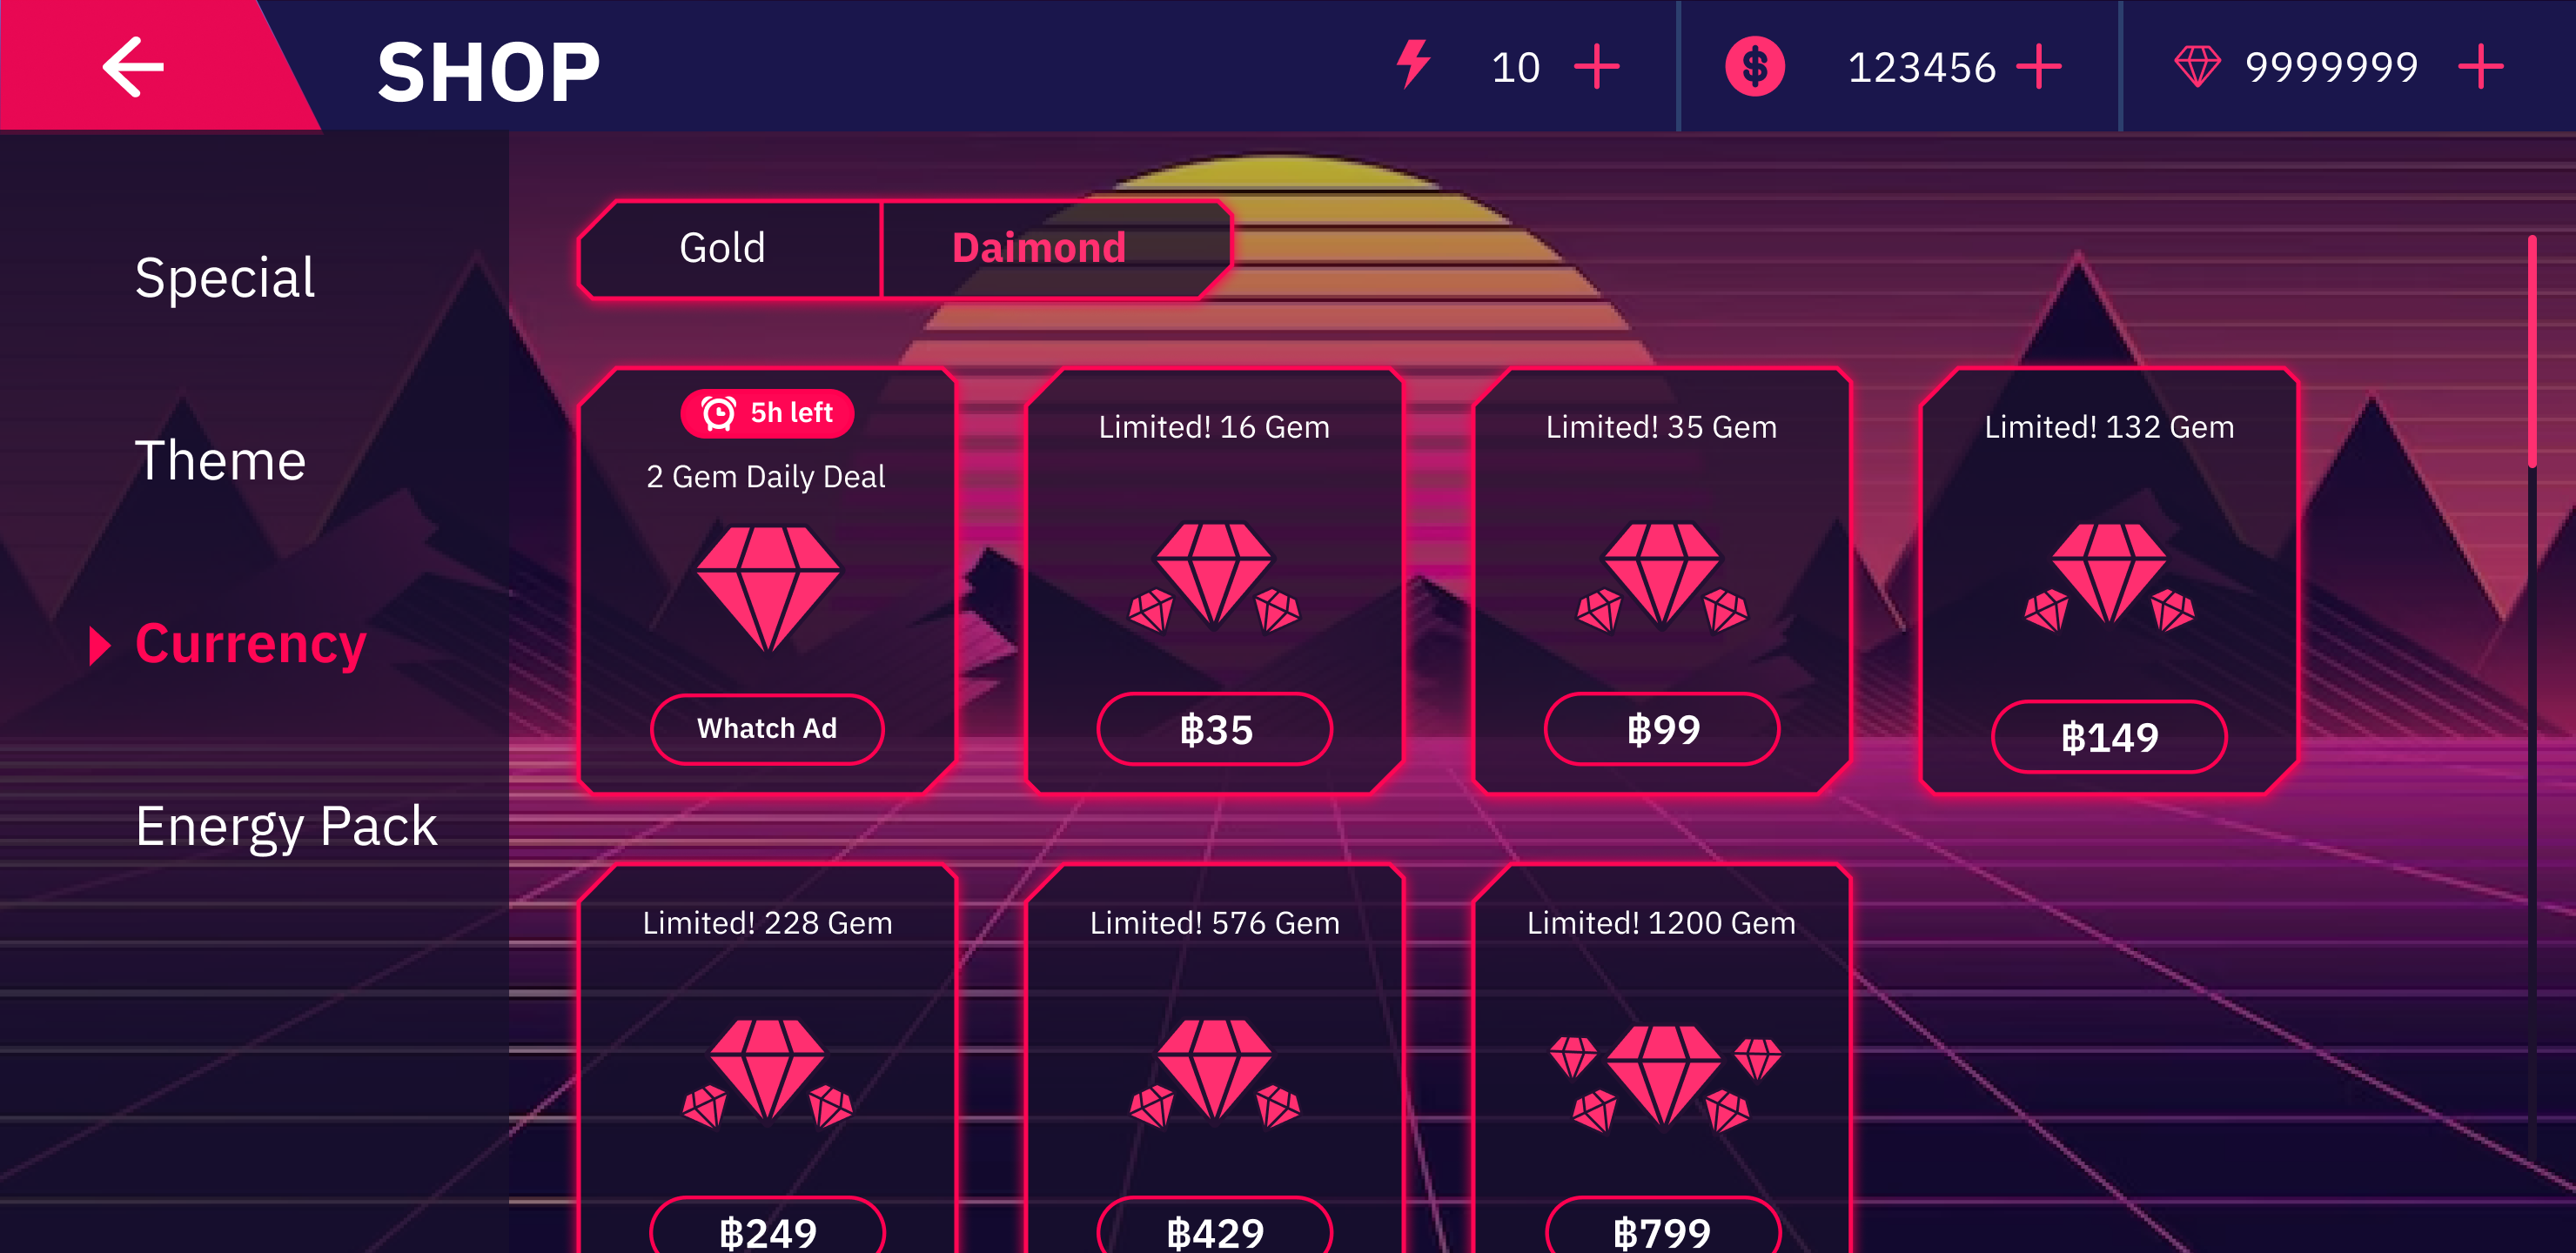 SHOP
10
123456
9999999
Special
Theme
Currency
Energy Pack
Gold
Daimond
5h left
2 Gem Daily Deal
Whatch Ad
Limited! 16 Gem
฿35
Limited! 35 Gem
฿99
Limited! 132 Gem
฿149
Limited! 228 Gem
฿249
Limited! 576 Gem
฿429
Limited! 1200 Gem
฿799